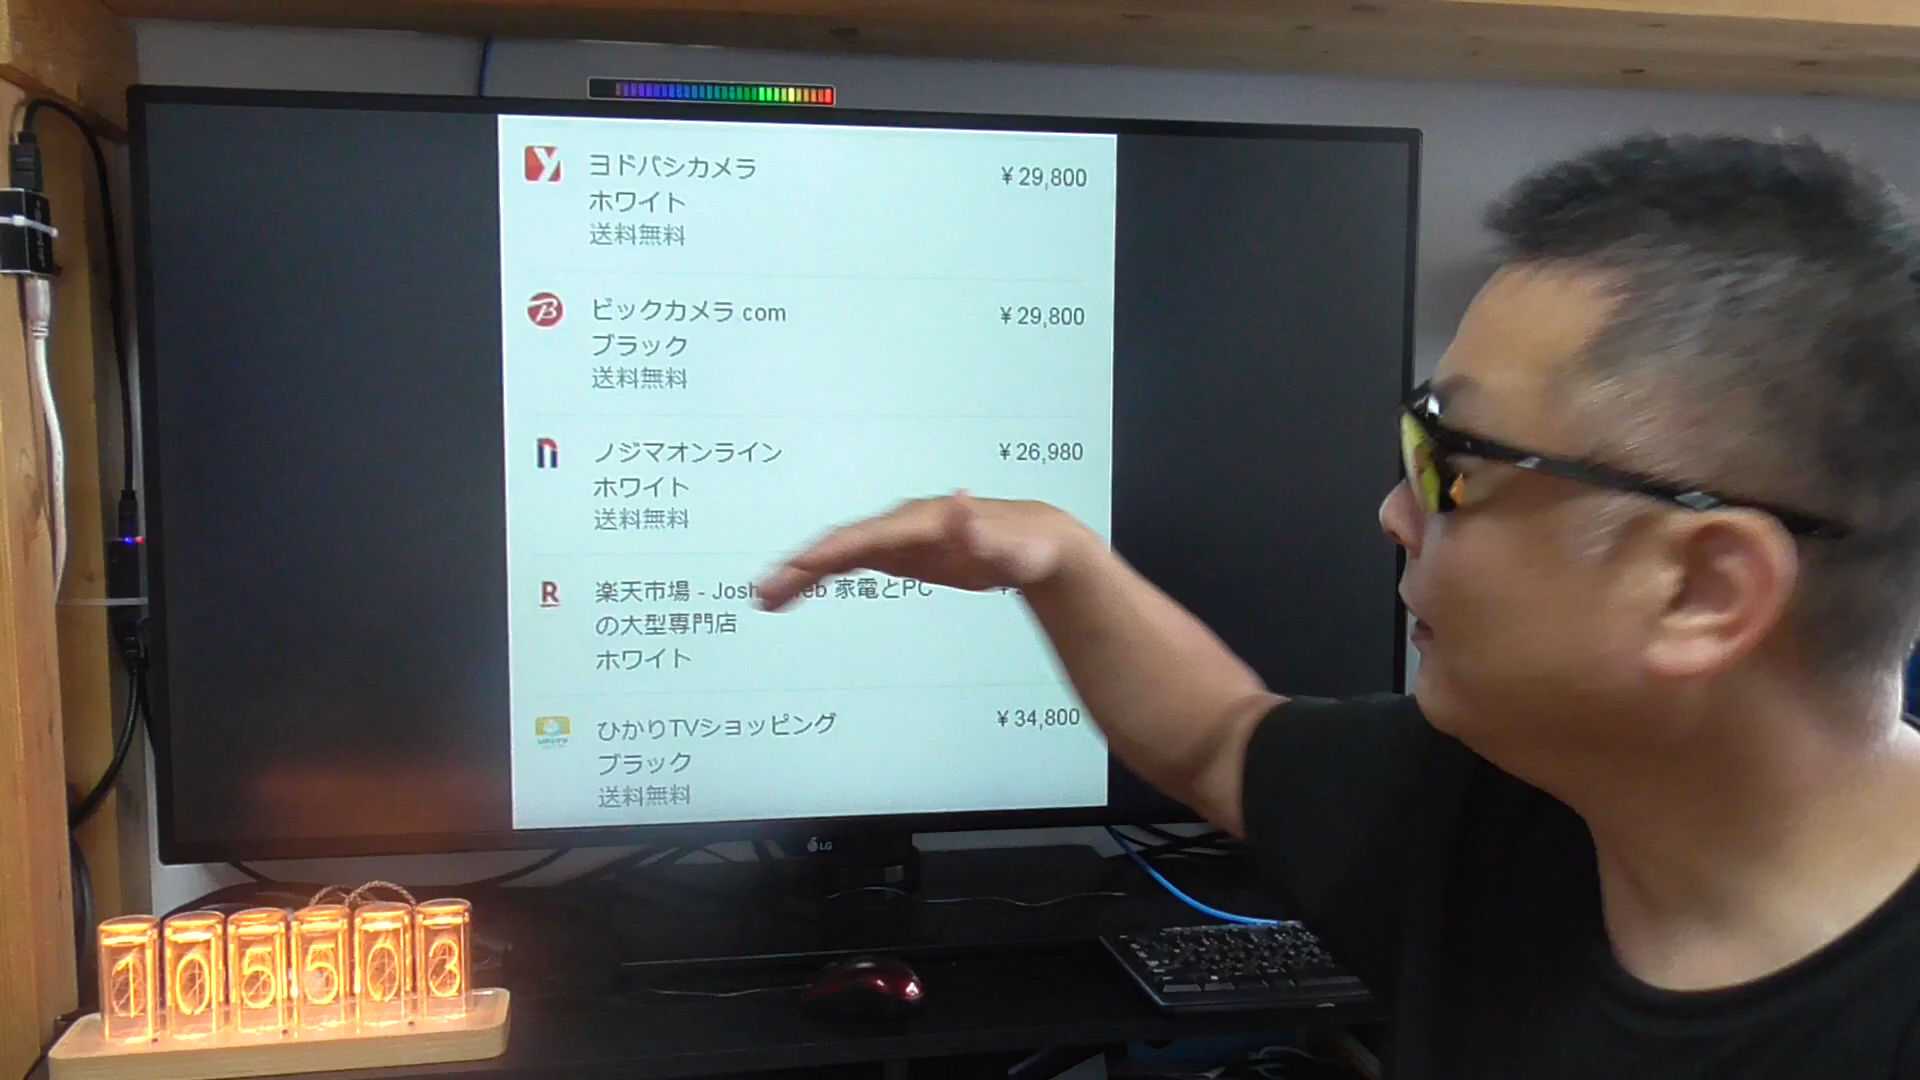 ヨドバシカメラ ¥29,800
ホワイト
送料無料
ビックカメラ.com ¥29,800
ブラック
送料無料
ノジマオンライン ¥26,980
ホワイト
送料無料
楽天市場 - 家電とPC
の大型専門店
ホワイト
ひかりTVショッピング ¥34,800
ブラック
送料無料
LG
105503